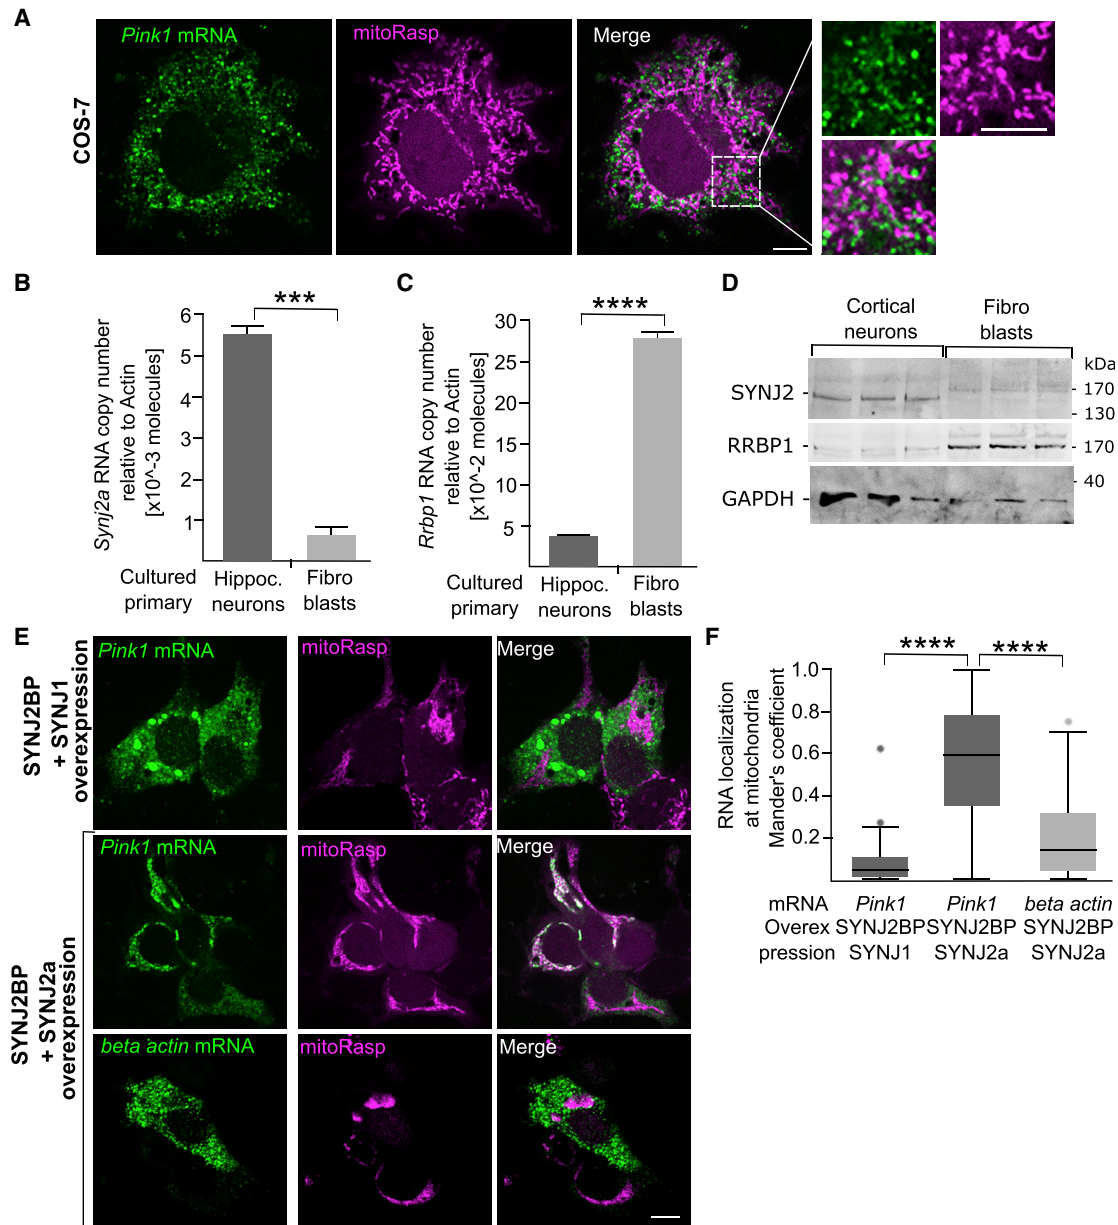 A
COS-7
Pink1 mRNA
mitoRasp
Merge
B
Synj2a RNA copy number
relative to Actin
[x10^-3 molecules]
6
5
4
3
2
1
***
Cultured
primary
Hippoc.
neurons
Fibro
blasts
C
Rrbp1 RNA copy number
relative to Actin
[x10^-2 molecules]
30
25
20
15
10
5
****
Cultured
primary
Hippoc.
neurons
Fibro
blasts
D
Cortical
neurons
Fibro
blasts
kDa
SYNJ2 -
- 170
- 130
RRBP1 -
- 170
- 40
GAPDH -
E
SYNJ2BP
+ SYNJ1
overexpression
Pink1 mRNA
mitoRasp
Merge
SYNJ2BP
+ SYNJ2a
overexpression
Pink1 mRNA
mitoRasp
Merge
beta actin mRNA
mitoRasp
Merge
F
RNA localization
at mitochondria
Mander's coefficient
1.0
0.8
0.6
0.4
0.2
****
****
mRNA Pink1 Pink1 beta actin
Overex SYNJ2BP SYNJ2BP SYNJ2BP
pression SYNJ1 SYNJ2a SYNJ2a